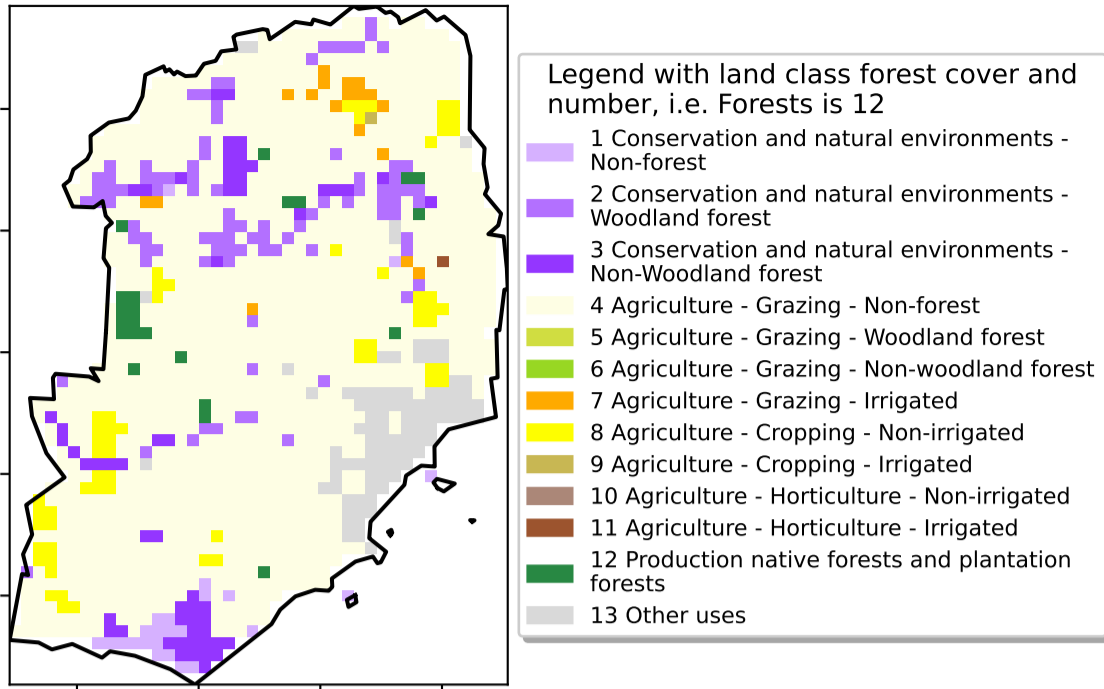 Legend with land class forest cover and
number, i.e. Forests is 12
1 Conservation and natural environments -
Non-forest
2 Conservation and natural environments -
Woodland forest
3 Conservation and natural environments -
Non-Woodland forest
4 Agriculture - Grazing - Non-forest
5 Agriculture - Grazing - Woodland forest
6 Agriculture - Grazing - Non-woodland forest
7 Agriculture - Grazing - Irrigated
8 Agriculture - Cropping - Non-irrigated
9 Agriculture - Cropping - Irrigated
10 Agriculture - Horticulture - Non-irrigated
11 Agriculture - Horticulture - Irrigated
12 Production native forests and plantation
forests
13 Other uses